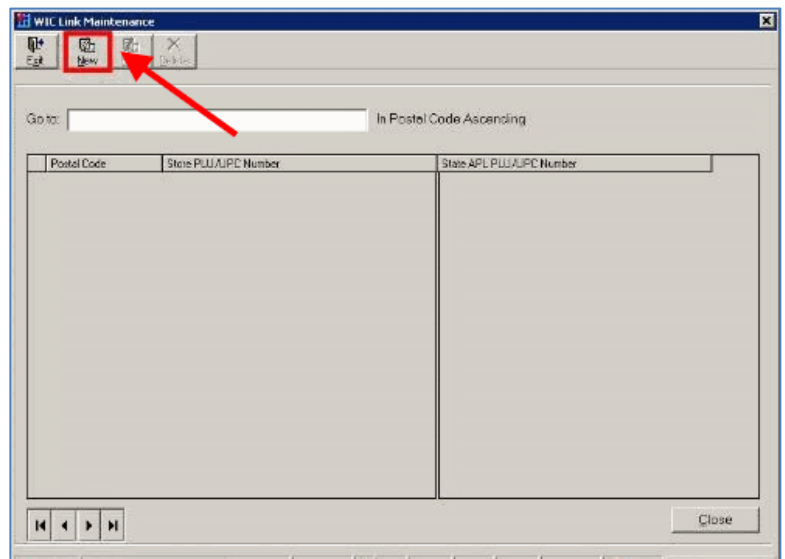 WIC Link Maintenance
Exit New Delete
Go to: In Postal Code Ascending
Postal Code Store PLU/UPC Number State APL PLU/UPC Number
Close